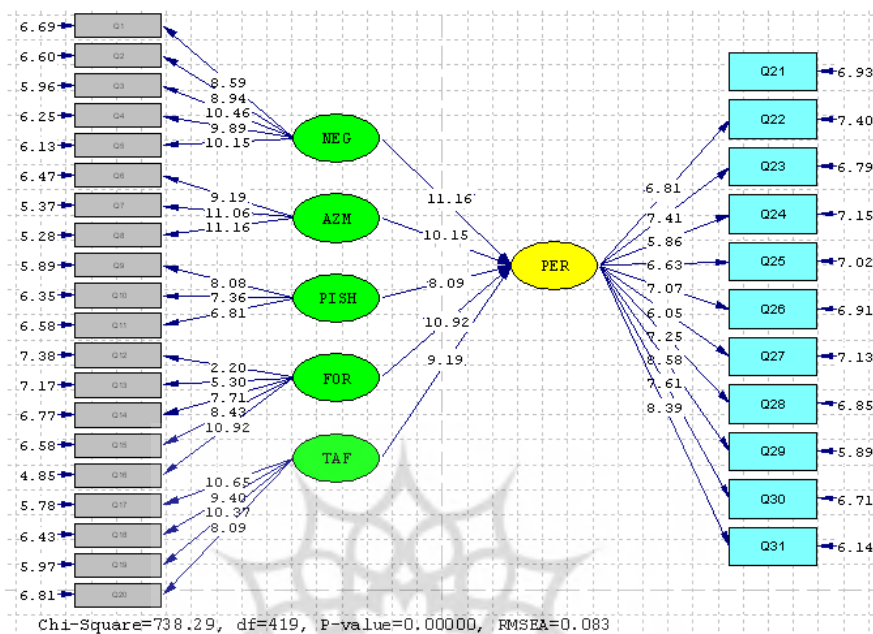 6.69 Q1
6.60 Q2
5.96 Q3
6.25 Q4
6.13 Q5
6.47 Q6
5.37 Q7
5.28 Q8
5.89 Q9
6.35 Q10
6.58 Q11
7.38 Q12
7.17 Q13
6.77 Q14
6.58 Q15
4.85 Q16
5.78 Q17
6.43 Q18
5.97 Q19
6.81 Q20
8.59
8.94
10.46
9.89
10.15
9.19
11.06
11.16
8.08
7.36
6.81
2.20
5.30
7.71
8.43
10.92
10.65
9.40
10.37
8.09
NEG
AZM
PISH
FOR
TAF
11.16
10.15
8.09
10.92
9.19
PER
6.81
7.41
5.86
6.63
7.07
6.05
7.25
8.58
7.61
8.39
Q21 6.93
Q22 7.40
Q23 6.79
Q24 7.15
Q25 7.02
Q26 6.91
Q27 7.13
Q28 6.85
Q29 5.89
Q30 6.71
Q31 6.14
Chi-Square=738.29, df=419, P-value=0.00000, RMSEA=0.083